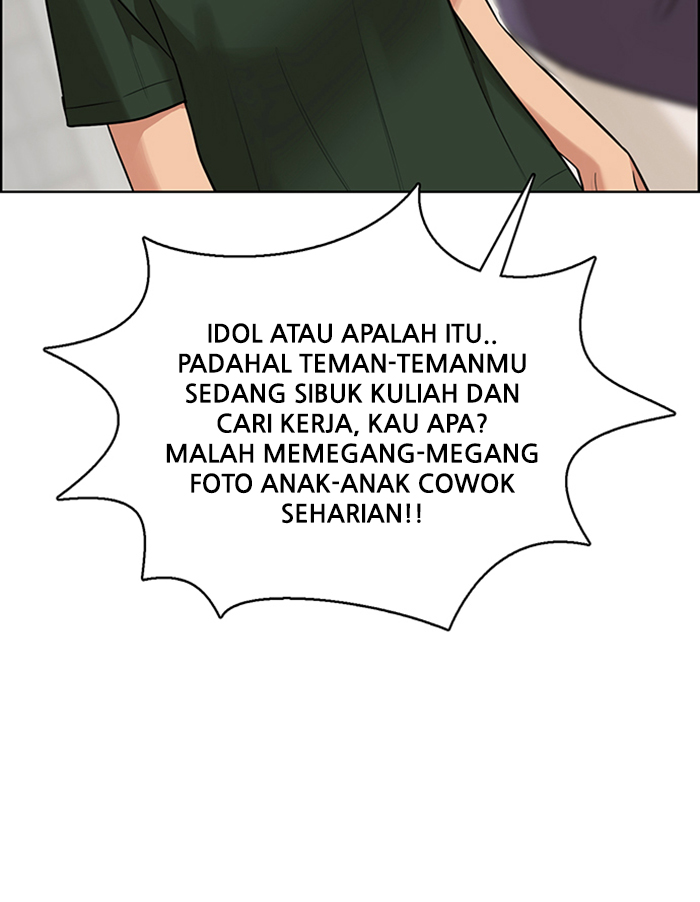 IDOL ATAU APALAH ITU..
PADAHAL TEMAN-TEMANMU
SEDANG SIBUK KULIAH DAN
CARI KERJA, KAU APA?
MALAH MEMEGANG-MEGANG
FOTO ANAK-ANAK COWOK
SEHARIAN!!